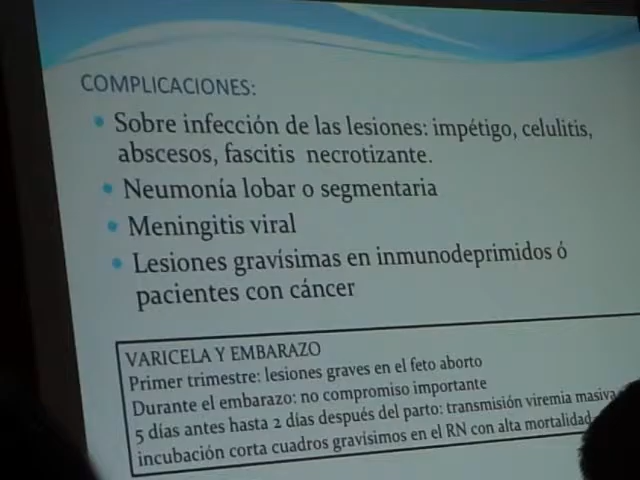 COMPLICACIONES:
Sobre infección de las lesiones: impétigo, celulitis,
abscesos, fascitis necrotizante.
Neumonía lobar o segmentaria
Meningitis viral
Lesiones gravísimas en inmunodeprimidos ó
pacientes con cáncer
VARICELA Y EMBARAZO
Primer trimestre: lesiones graves en el feto aborto
Durante el embarazo: no compromiso importante
5 días antes hasta 2 días después del parto: transmisión viremia masiva
incubación corta cuadros gravísimos en el RN con alta mortalidad